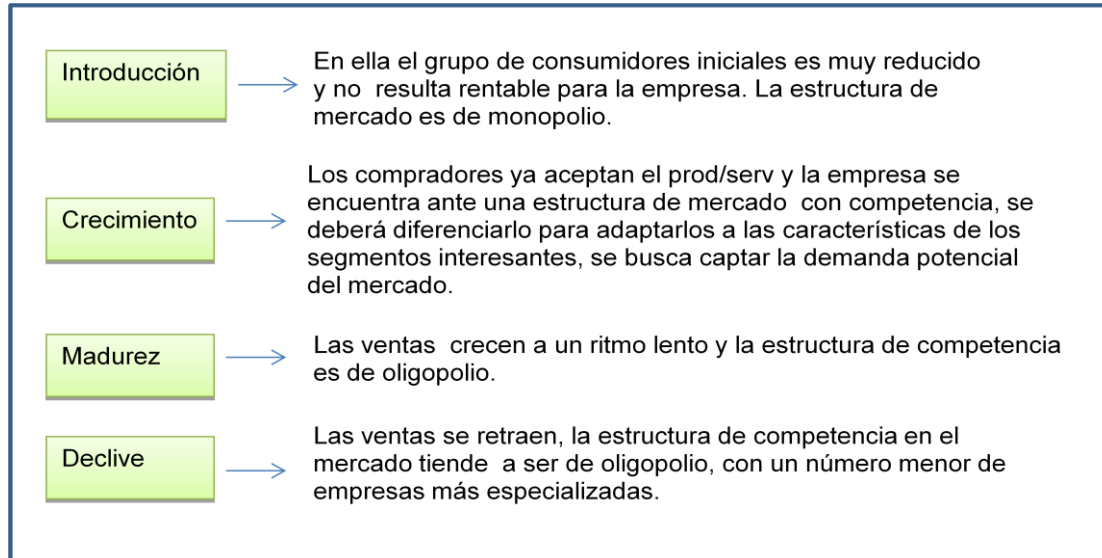 Introducción
En ella el grupo de consumidores iniciales es muy reducido
y no resulta rentable para la empresa. La estructura de
mercado es de monopolio.
Crecimiento
Los compradores ya aceptan el prod/serv y la empresa se
encuentra ante una estructura de mercado con competencia, se
deberá diferenciarlo para adaptarlos a las características de los
segmentos interesantes, se busca captar la demanda potencial
del mercado.
Madurez
Las ventas crecen a un ritmo lento y la estructura de competencia
es de oligopolio.
Declive
Las ventas se retraen, la estructura de competencia en el
mercado tiende a ser de oligopolio, con un número menor de
empresas más especializadas.